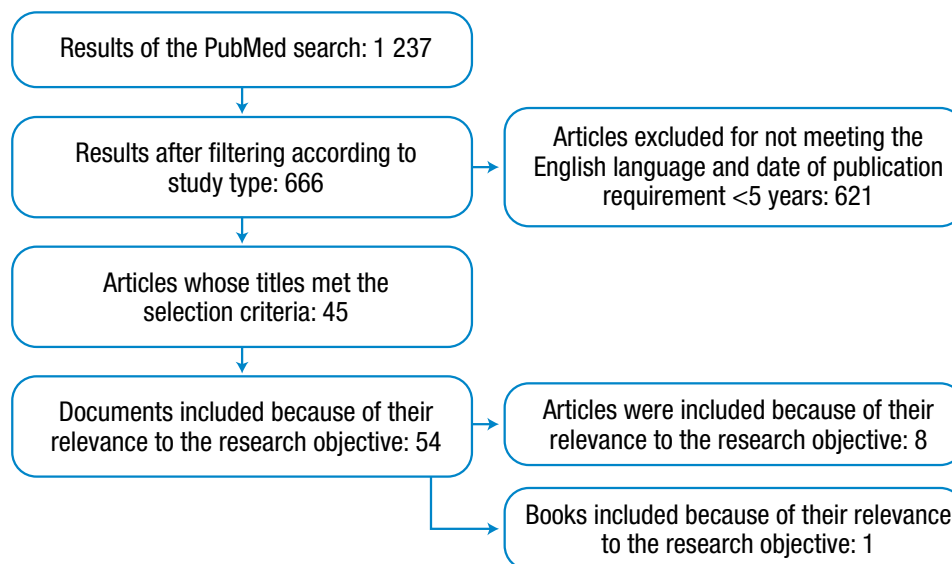 Results of the PubMed search: 1 237
Results after filtering according to
study type: 666
Articles excluded for not meeting the
English language and date of publication
requirement <5 years: 621
Articles whose titles met the
selection criteria: 45
Documents included because of their
relevance to the research objective: 54
Articles were included because of their
relevance to the research objective: 8
Books included because of their relevance
to the research objective: 1